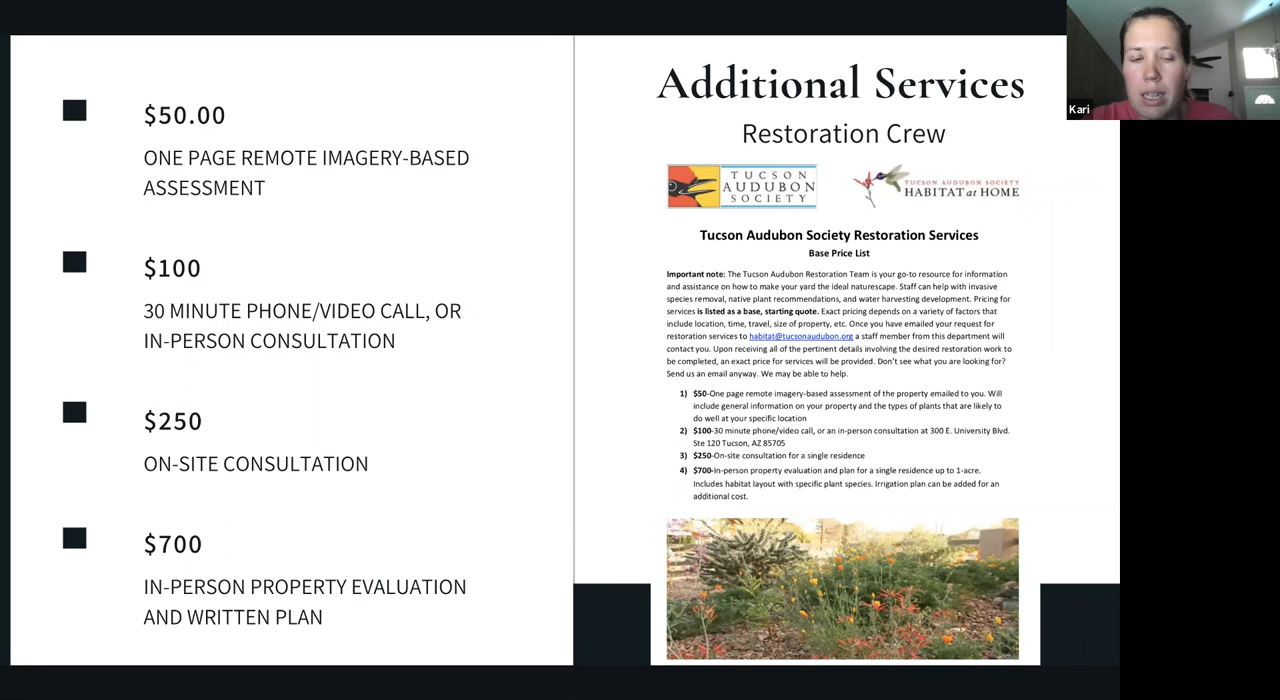 $50.00
ONE PAGE REMOTE IMAGERY-BASED
ASSESSMENT
$100
30 MINUTE PHONE/VIDEO CALL, OR
IN-PERSON CONSULTATION
$250
ON-SITE CONSULTATION
$700
IN-PERSON PROPERTY EVALUATION
AND WRITTEN PLAN
Additional Services
Restoration Crew
TUCSON
AUDUBON
SOCIETY
TUCSON AUDUBON SOCIETY
HABITAT at HOME
Tucson Audubon Society Restoration Services
Base Price List
Important note: The Tucson Audubon Restoration Team is your go-to resource for information
and assistance on how to make your yard the ideal naturescape. Staff can help with invasive
species removal, native plant recommendations, and water harvesting development. Pricing for
services is listed as a base, starting quote. Exact pricing depends on a variety of factors that
include location, time, travel, size of property, etc. Once you have emailed your request for
restoration services to habitat@tucsonaudubon.org a staff member from this department will
contact you. Upon receiving all of the pertinent details involving the desired restoration work to
be completed, an exact price for services will be provided. Don't see what you are looking for?
Send us an email anyway. We may be able to help.
1) $50-One page remote imagery-based assessment of the property emailed to you. Will
include general information on your property and the types of plants that are likely to
do well at your specific location
2) $100-30 minute phone/video call, or an in-person consultation at 300 E. University Blvd.
Ste 120 Tucson, AZ 85705
3) $250-On-site consultation for a single residence
4) $700-In-person property evaluation and plan for a single residence up to 1-acre.
Includes habitat layout with specific plant species. Irrigation plan can be added for an
additional cost.
Kari